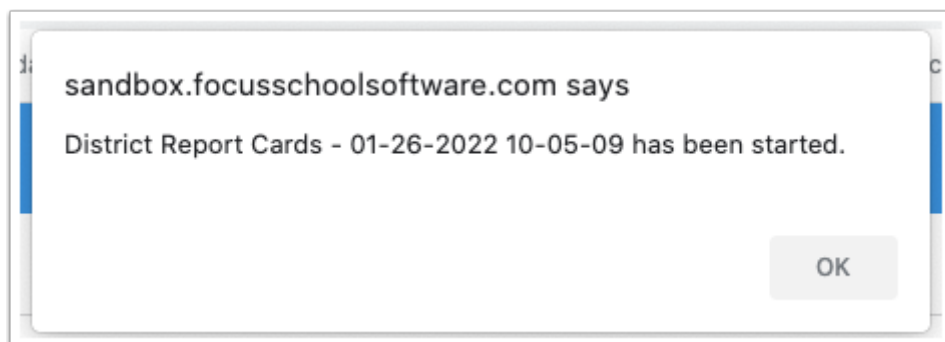 sandbox.focusschoolsoftware.com says
District Report Cards - 01-26-2022 10-05-09 has been started.
OK